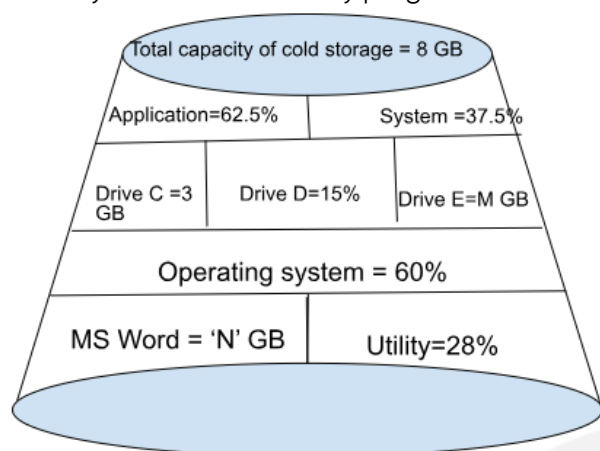 Total capacity of cold storage = 8 GB
Application=62.5%
System =37.5%
Drive C =3
GB
Drive D=15%
Drive E=M GB
Operating system = 60%
MS Word = ‘N’ GB
Utility=28%